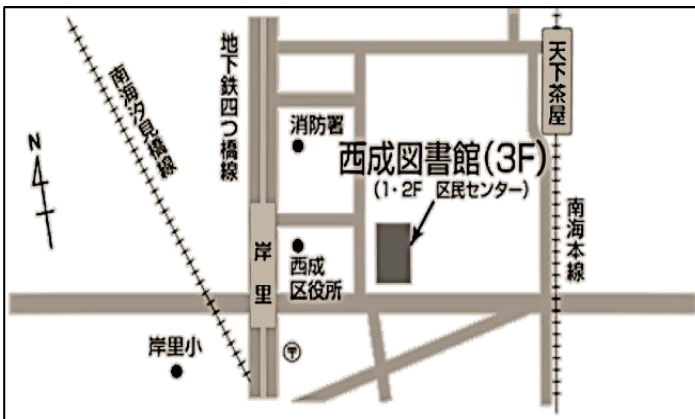 南海汐見橋線
地下鉄四つ橋線
天下茶屋
消防署
西成図書館(3F)
(1・2F 区民センター)
N
岸里
西成
区役所
南海本線
岸里小
〒